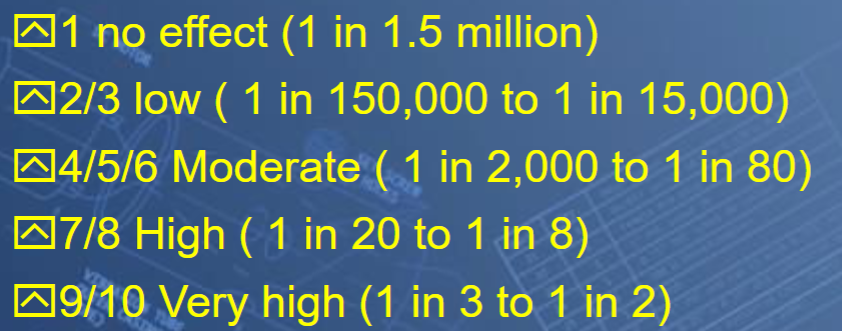 1 no effect (1 in 1.5 million)
2/3 low ( 1 in 150,000 to 1 in 15,000)
4/5/6 Moderate ( 1 in 2,000 to 1 in 80)
7/8 High ( 1 in 20 to 1 in 8)
9/10 Very high (1 in 3 to 1 in 2)